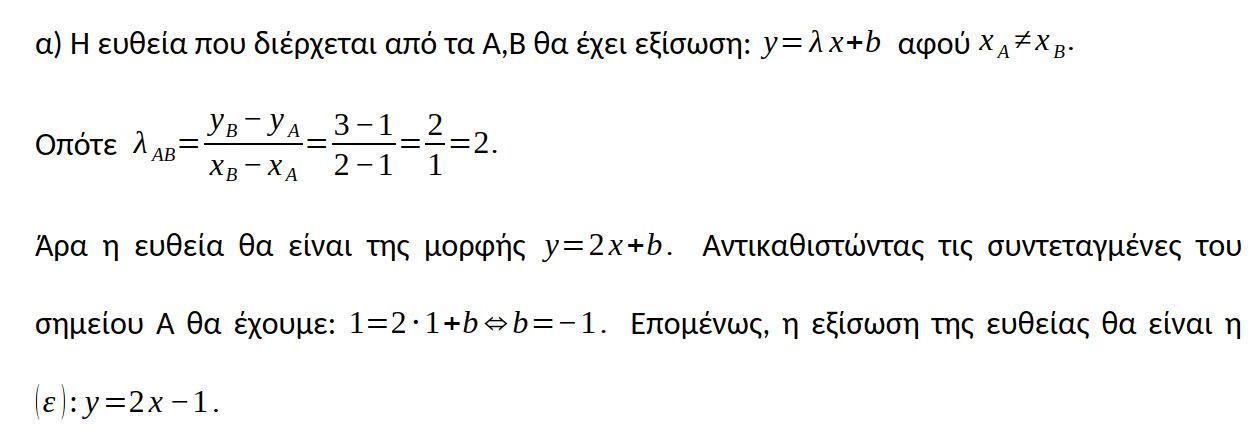 α) Η ευθεία που διέρχεται από τα Α,Β θα έχει εξίσωση: y=λx+b αφού x_A≠x_B.
Οπότε λ_AB=(y_B−y_A)/(x_B−x_A)=(3−1)/(2−1)=2/1=2.
Άρα η ευθεία θα είναι της μορφής y=2x+b. Αντικαθιστώντας τις συντεταγμένες του
σημείου Α θα έχουμε: 1=2·1+b⇔b=−1. Επομένως, η εξίσωση της ευθείας θα είναι η
(ε):y=2x−1.